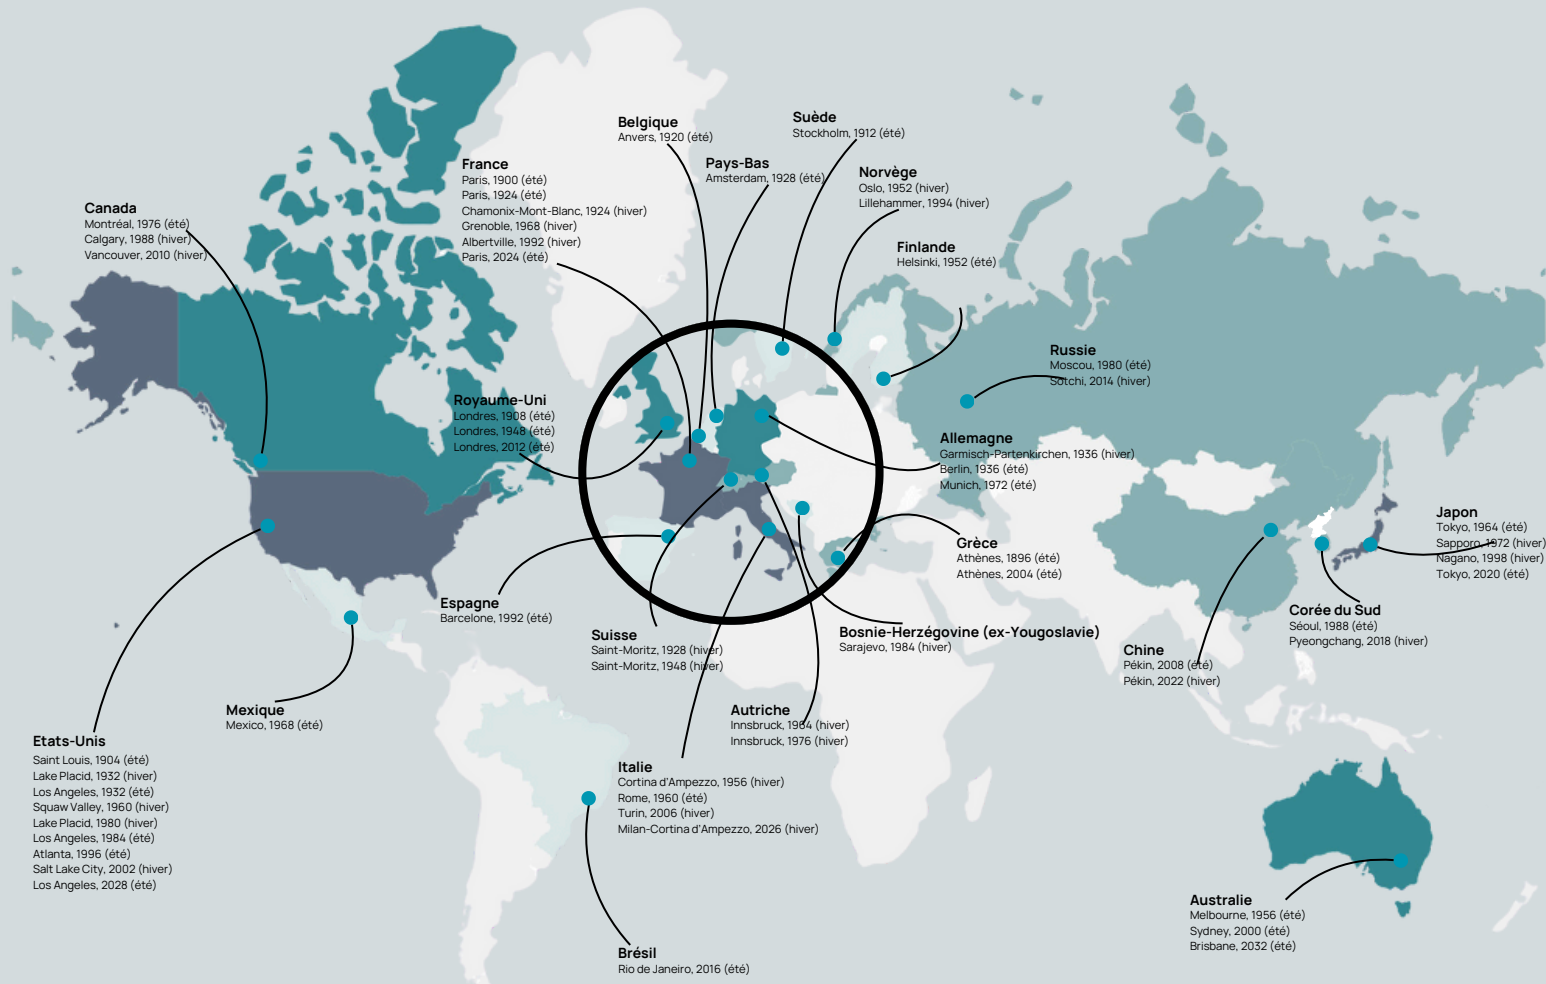 Belgique
Anvers, 1920 (été)
Suède
Stockholm, 1912 (été)
France
Paris, 1900 (été)
Paris, 1924 (été)
Chamonix-Mont-Blanc, 1924 (hiver)
Grenoble, 1968 (hiver)
Albertville, 1992 (hiver)
Paris, 2024 (été)
Pays-Bas
Amsterdam, 1928 (été)
Norvège
Oslo, 1952 (hiver)
Lillehammer, 1994 (hiver)
Canada
Montréal, 1976 (été)
Calgary, 1988 (hiver)
Vancouver, 2010 (hiver)
Finlande
Helsinki, 1952 (été)
Russie
Moscou, 1980 (été)
Sotchi, 2014 (hiver)
Royaume-Uni
Londres, 1908 (été)
Londres, 1948 (été)
Londres, 2012 (été)
Allemagne
Garmisch-Partenkirchen, 1936 (hiver)
Berlin, 1936 (été)
Munich, 1972 (été)
Japon
Tokyo, 1964 (été)
Sapporo, 1972 (hiver)
Nagano, 1998 (hiver)
Tokyo, 2020 (été)
Grèce
Athènes, 1896 (été)
Athènes, 2004 (été)
Espagne
Barcelone, 1992 (été)
Corée du Sud
Séoul, 1988 (été)
Pyeongchang, 2018 (hiver)
Suisse
Saint-Moritz, 1928 (hiver)
Saint-Moritz, 1948 (hiver)
Bosnie-Herzégovine (ex-Yougoslavie)
Sarajevo, 1984 (hiver)
Chine
Pékin, 2008 (été)
Pékin, 2022 (hiver)
Mexique
Mexico, 1968 (été)
Autriche
Innsbruck, 1964 (hiver)
Innsbruck, 1976 (hiver)
Etats-Unis
Saint Louis, 1904 (été)
Lake Placid, 1932 (hiver)
Los Angeles, 1932 (été)
Squaw Valley, 1960 (hiver)
Lake Placid, 1980 (hiver)
Los Angeles, 1984 (été)
Atlanta, 1996 (été)
Salt Lake City, 2002 (hiver)
Los Angeles, 2028 (été)
Italie
Cortina d'Ampezzo, 1956 (hiver)
Rome, 1960 (été)
Turin, 2006 (hiver)
Milan-Cortina d'Ampezzo, 2026 (hiver)
Australie
Melbourne, 1956 (été)
Sydney, 2000 (été)
Brisbane, 2032 (été)
Brésil
Rio de Janeiro, 2016 (été)